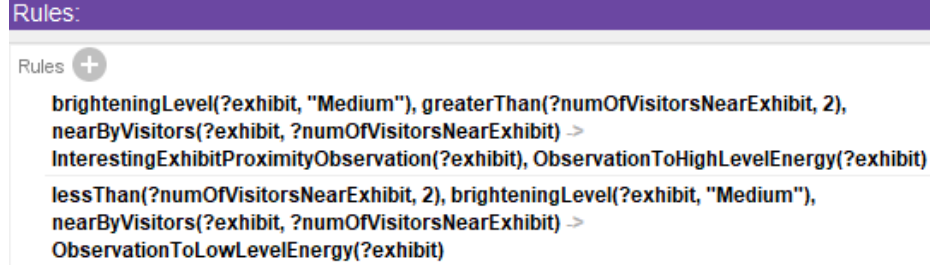 Rules:
Rules +
brighteningLevel(?exhibit, "Medium"), greaterThan(?numOfVisitorsNearExhibit, 2),
nearByVisitors(?exhibit, ?numOfVisitorsNearExhibit) ->
InterestingExhibitProximityObservation(?exhibit), ObservationToHighLevelEnergy(?exhibit)
lessThan(?numOfVisitorsNearExhibit, 2), brighteningLevel(?exhibit, "Medium"),
nearByVisitors(?exhibit, ?numOfVisitorsNearExhibit) ->
ObservationToLowLevelEnergy(?exhibit)